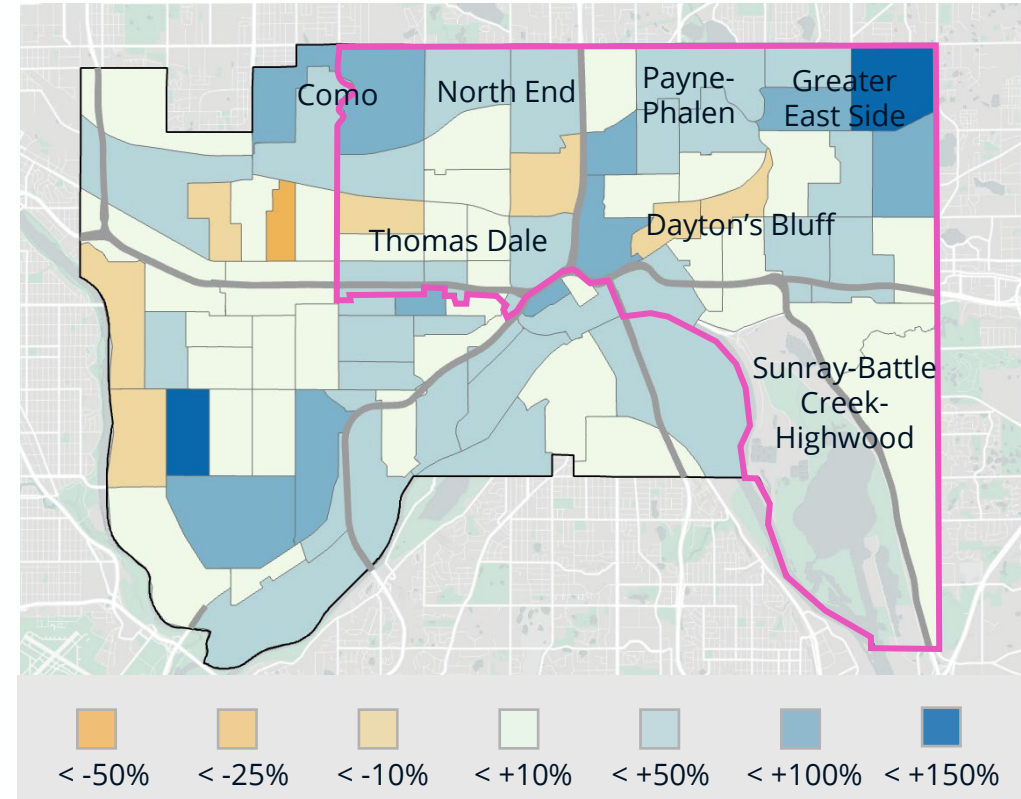 Como
North End
Payne-
Phalen
Greater
East Side
Thomas Dale
Dayton’s Bluff
Sunray-Battle
Creek-
Highwood
< -50%
< -25%
< -10%
< +10%
< +50%
< +100%
< +150%